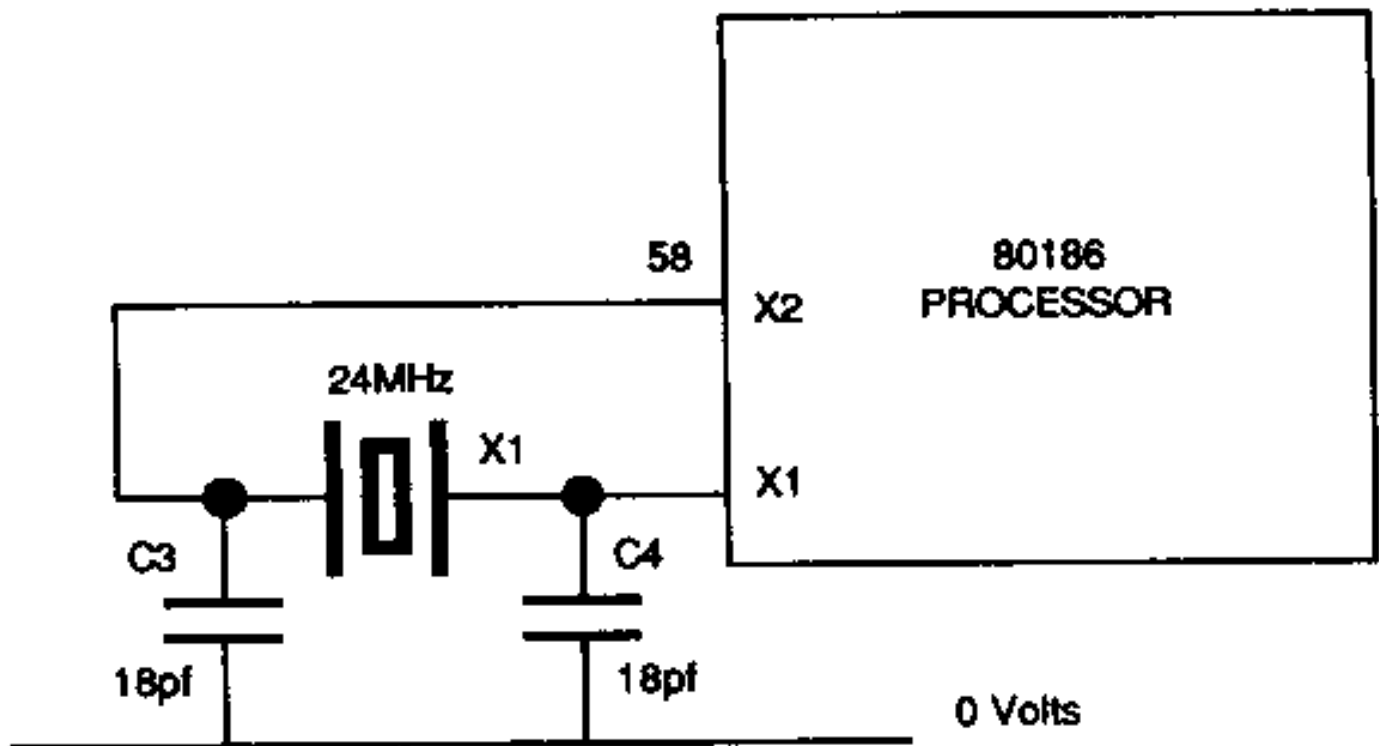 58
80186
PROCESSOR
X2
24MHz
X1
X1
C3
C4
18pf
18pf
0 Volts